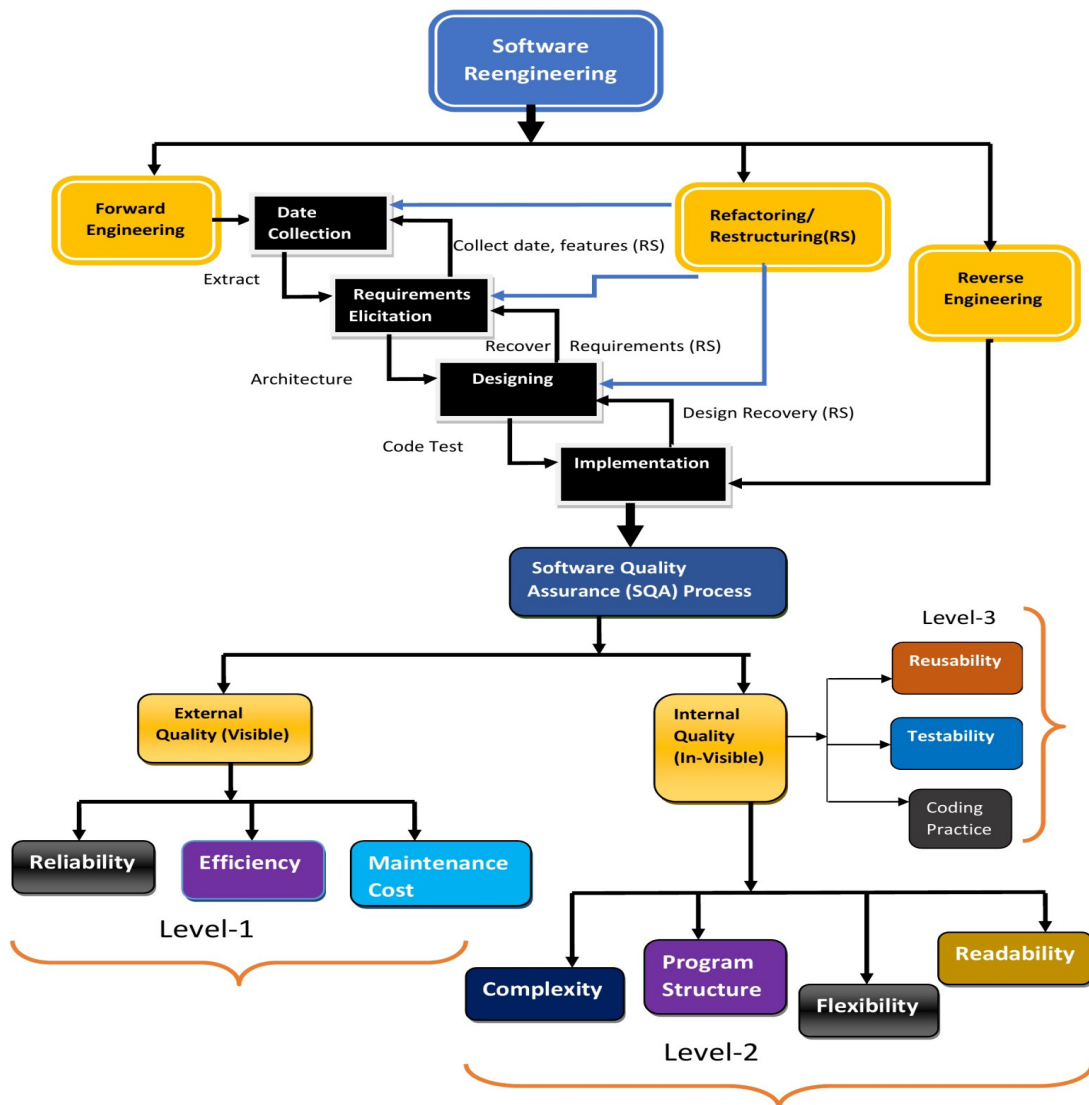 Software
Reengineering
Forward
Engineering
Date
Collection
Refactoring/
Restructuring(RS)
Collect date, features (RS)
Extract
Reverse
Engineering
Requirements
Elicitation
Recover Requirements (RS)
Architecture
Designing
Design Recovery (RS)
Code Test
Implementation
Software Quality
Assurance (SQA) Process
Level-3
Reusability
External
Quality (Visible)
Internal
Quality
(In-Visible)
Testability
Coding
Practice
Reliability
Efficiency
Maintenance
Cost
Level-1
Complexity
Program
Structure
Flexibility
Readability
Level-2